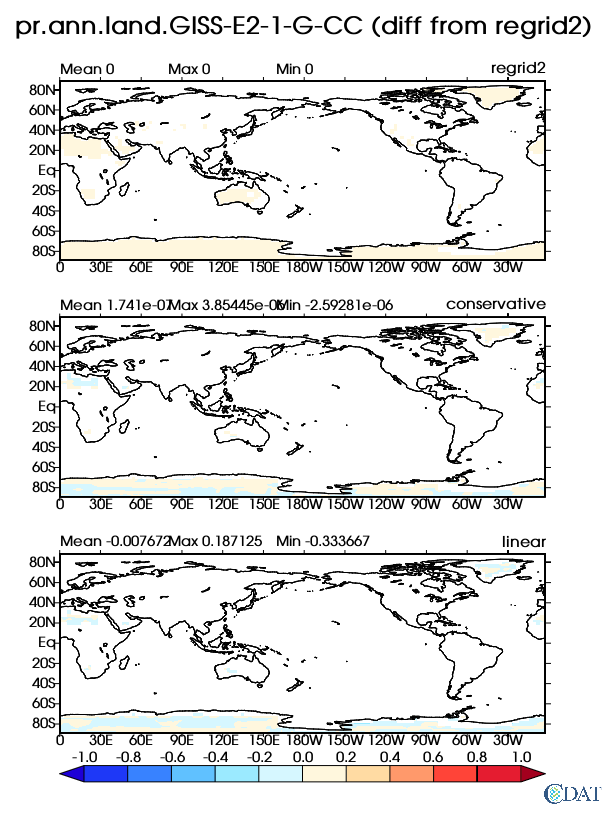 pr.ann.land.GISS-E2-1-G-CC (diff from regrid2)
Mean 0 Max 0 Min 0 regrid2
80N
60N
40N
20N
Eq
20S
40S
60S
80S
0 30E 60E 90E 120E 150E 180E 150W 120W 90W 60W 30W
Mean 1.741e-07 Max 3.85445e-06 Min -2.59281e-06 conservative
80N
60N
40N
20N
Eq
20S
40S
60S
80S
0 30E 60E 90E 120E 150E 180E 150W 120W 90W 60W 30W
Mean -0.007672 Max 0.187125 Min -0.333667 linear
80N
60N
40N
20N
Eq
20S
40S
60S
80S
0 30E 60E 90E 120E 150E 180E 150W 120W 90W 60W 30W
-1.0 -0.8 -0.6 -0.4 -0.2 0.0 0.2 0.4 0.6 0.8 1.0
CDAT